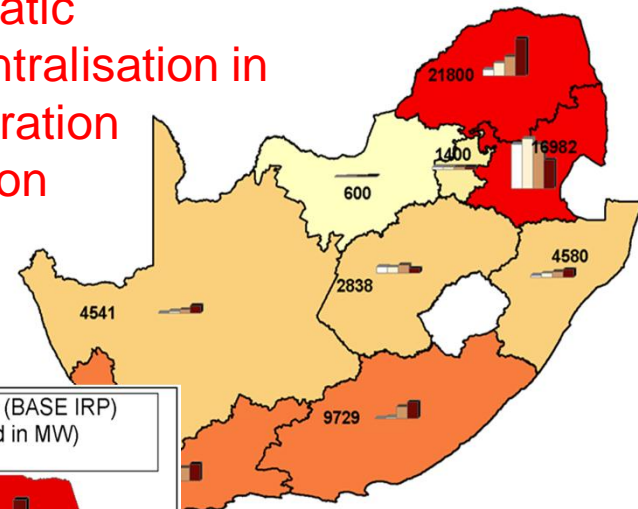 atic
ntralisation in
ration
on
21800
16982
1400
600
4580
2838
4541
9729
(BASE IRP)
d in MW)